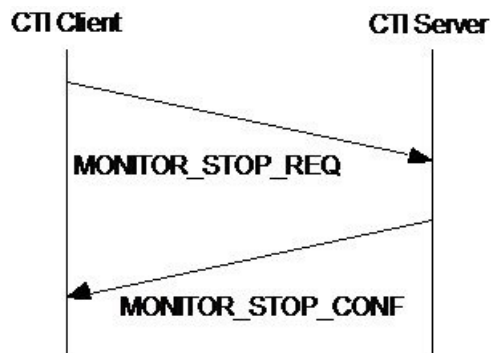 CTI Client
CTI Server
MONITOR_STOP_REQ
MONITOR_STOP_CONF